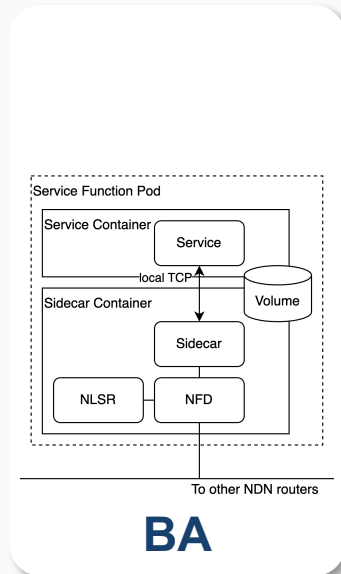 Service Function Pod
Service Container
Service
local TCP
Volume
Sidecar Container
Sidecar
NLSR
NFD
To other NDN routers
BA